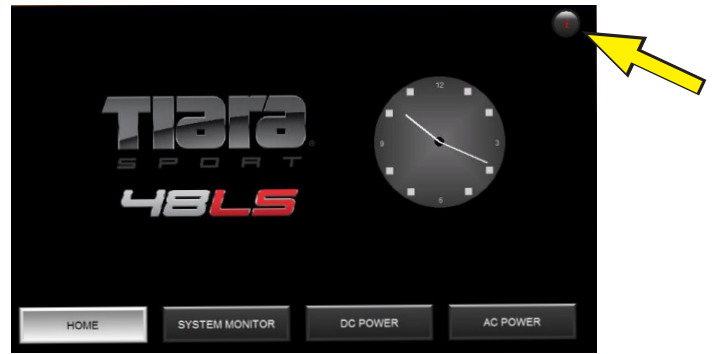 TIARA®
SPORT
48LS
12
9
3
6
HOME
SYSTEM MONITOR
DC POWER
AC POWER